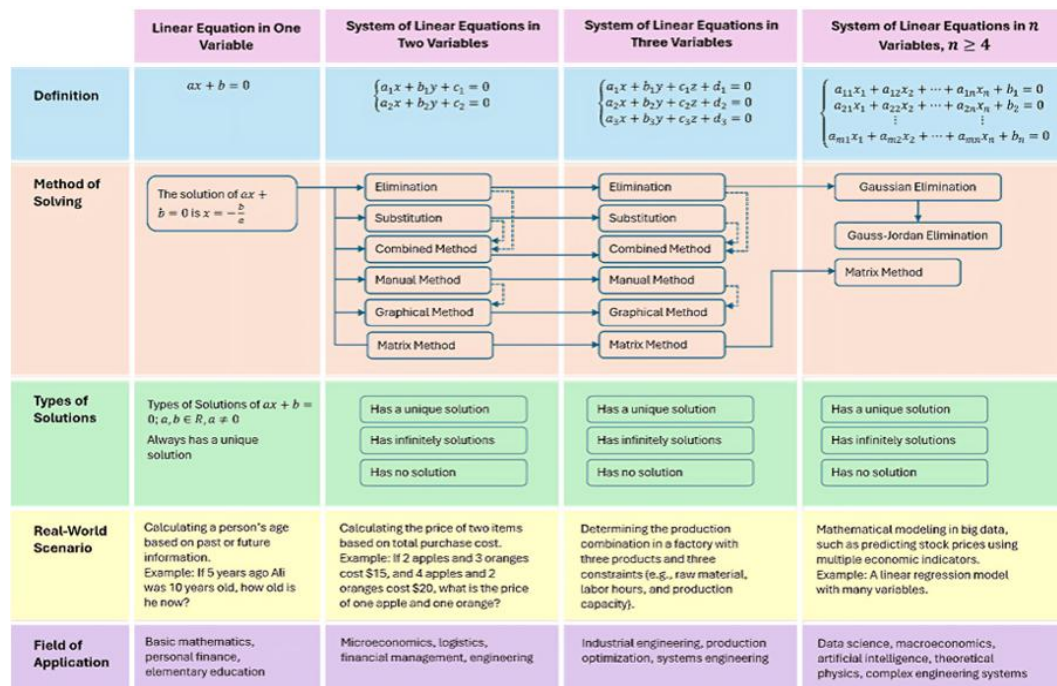 Linear Equation in One
Variable
System of Linear Equations in
Two Variables
System of Linear Equations in
Three Variables
System of Linear Equations in n
Variables, n ≥ 4
Definition
ax + b = 0
{a₁x + b₁y + c₁ = 0
a₂x + b₂y + c₂ = 0
{a₁x + b₁y + c₁z + d₁ = 0
a₂x + b₂y + c₂z + d₂ = 0
a₃x + b₃y + c₃z + d₃ = 0
{a₁₁x₁ + a₁₂x₂ + ⋯ + a₁ₙxₙ + b₁ = 0
a₂₁x₁ + a₂₂x₂ + ⋯ + a₂ₙxₙ + b₂ = 0
⋮ ⋮
aₘ₁x₁ + aₘ₂x₂ + ⋯ + aₘₙxₙ + bₙ = 0
Method of
Solving
The solution of ax +
b = 0 is x = −b/a
Elimination
Substitution
Combined Method
Manual Method
Graphical Method
Matrix Method
Elimination
Substitution
Combined Method
Manual Method
Graphical Method
Matrix Method
Gaussian Elimination
Gauss-Jordan Elimination
Matrix Method
Types of
Solutions
Types of Solutions of ax + b =
0; a, b ∈ R, a ≠ 0
Always has a unique
solution
Has a unique solution
Has infinitely solutions
Has no solution
Has a unique solution
Has infinitely solutions
Has no solution
Has a unique solution
Has infinitely solutions
Has no solution
Real-World
Scenario
Calculating a person's age
based on past or future
information.
Example: If 5 years ago Ali
was 10 years old, how old is
he now?
Calculating the price of two items
based on total purchase cost.
Example: If 2 apples and 3 oranges
cost $15, and 4 apples and 2
oranges cost $20, what is the price
of one apple and one orange?
Determining the production
combination in a factory with
three products and three
constraints (e.g., raw material,
labor hours, and production
capacity).
Mathematical modeling in big data,
such as predicting stock prices using
multiple economic indicators.
Example: A linear regression model
with many variables.
Field of
Application
Basic mathematics,
personal finance,
elementary education
Microeconomics, logistics,
financial management, engineering
Industrial engineering, production
optimization, systems engineering
Data science, macroeconomics,
artificial intelligence, theoretical
physics, complex engineering systems